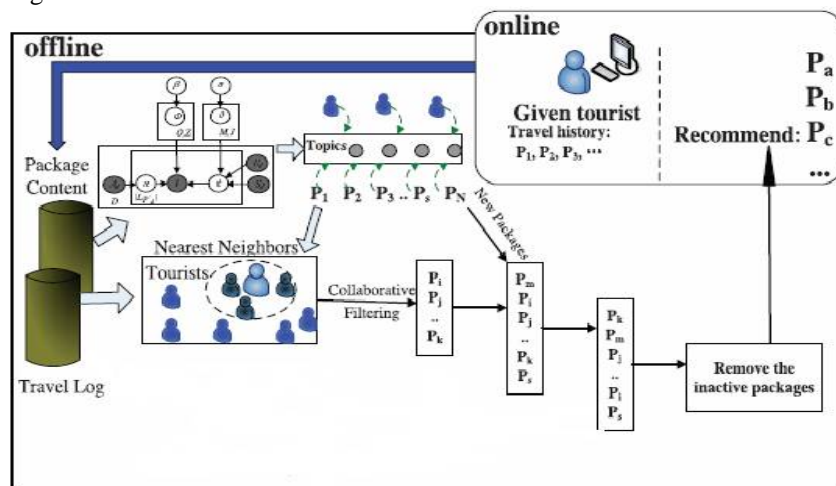 offline
online
Given tourist
Travel history:
P1, P2, P3, ...
Recommend:
Pa
Pb
Pc
...
β
Topics
P1 P2 P3 .. Ps PN
Package
Content
Travel Log
Nearest Neighbors
Tourists
Collaborative
Filtering
Pi
Pj
..
Pk
New Packages
Pm
Pi
Pj
..
Pk
Ps
Pk
Pm
Pj
..
Pi
Ps
Remove the
inactive packages